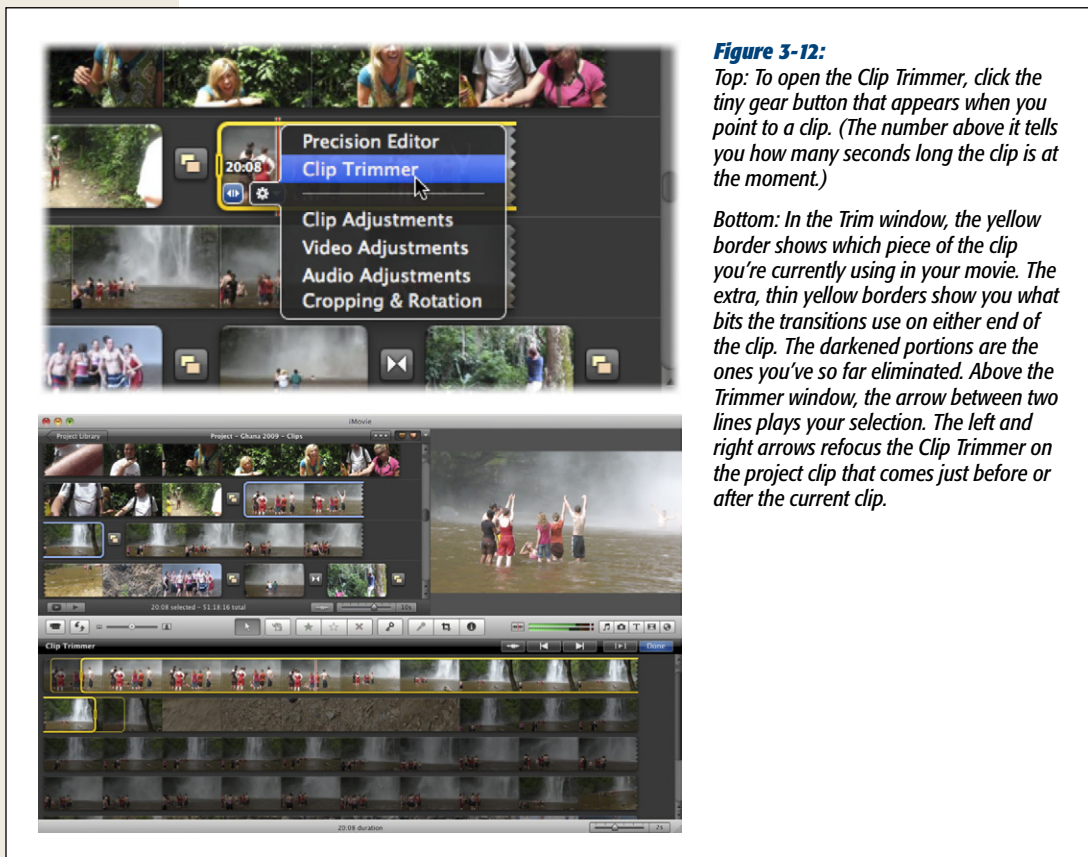 Figure 3-12:
Top: To open the Clip Trimmer, click the
tiny gear button that appears when you
point to a clip. (The number above it tells
you how many seconds long the clip is at
the moment.)
Bottom: In the Trim window, the yellow
border shows which piece of the clip
you're currently using in your movie. The
extra, thin yellow borders show you what
bits the transitions use on either end of
the clip. The darkened portions are the
ones you've so far eliminated. Above the
Trimmer window, the arrow between two
lines plays your selection. The left and
right arrows refocus the Clip Trimmer on
the project clip that comes just before or
after the current clip.
20:08
Precision Editor
Clip Trimmer
Clip Adjustments
Video Adjustments
Audio Adjustments
Cropping & Rotation
iMovie
Project Library
Project - Ghana 2009 - Clips
20:08 selected - 51:18:16 total
10s
Clip Trimmer
Done
20:08 duration
2s